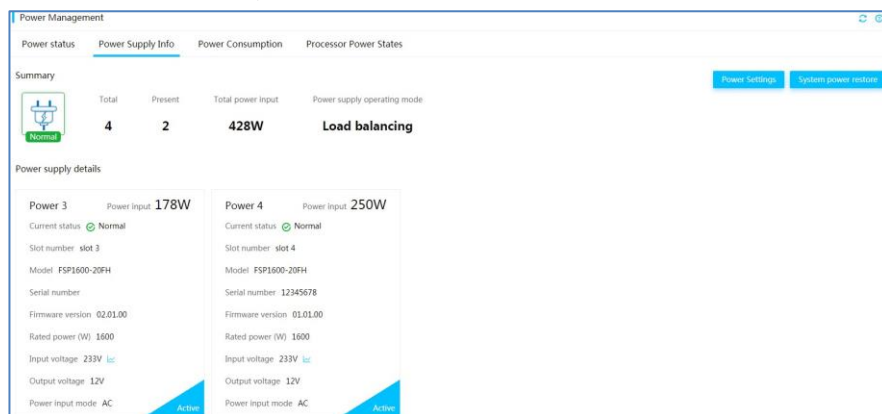 Power Management
Power status Power Supply Info Power Consumption Processor Power States
Summary
Power Settings System power restore
Total Present Total power input Power supply operating mode
4 2 428W Load balancing
Normal
Power supply details
Power 3 Power input 178W
Current status Normal
Slot number slot 3
Model FSP1600-20FH
Serial number
Firmware version 02.01.00
Rated power (W) 1600
Input voltage 233V
Output voltage 12V
Power input mode AC
Active
Power 4 Power input 250W
Current status Normal
Slot number slot 4
Model FSP1600-20FH
Serial number 12345678
Firmware version 01.01.00
Rated power (W) 1600
Input voltage 233V
Output voltage 12V
Power input mode AC
Active